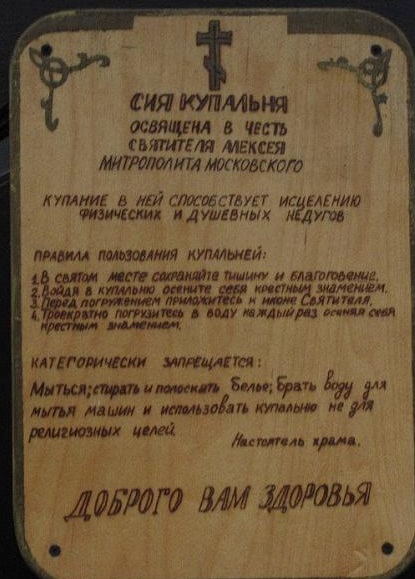 СИЯ КУПАЛЬНЯ
ОСВЯЩЕНА В ЧЕСТЬ
СВЯТИТЕЛЯ АЛЕКСЕЯ
МИТРОПОЛИТА МОСКОВСКОГО
КУПАНИЕ В НЕЙ СПОСОБСТВУЕТ ИСЦЕЛЕНИЮ
ФИЗИЧЕСКИХ И ДУШЕВНЫХ НЕДУГОВ
ПРАВИЛА ПОЛЬЗОВАНИЯ КУПАЛЬНЕЙ:
1. В святом месте сохраняйте тишину и благоговение.
2. Войдя в купальню осените себя крестным знамением.
3. Перед погружением приложитесь к иконе Святителя.
4. Троекратно погрузитесь в воду каждый раз осеняя себя
крестным знамением.
КАТЕГОРИЧЕСКИ ЗАПРЕЩАЕТСЯ:
Мыться; стирать и полоскать белье; брать воду для
мытья машин и использовать купальню не для
религиозных целей.
Настоятель храма.
ДОБРОГО ВАМ ЗДОРОВЬЯ